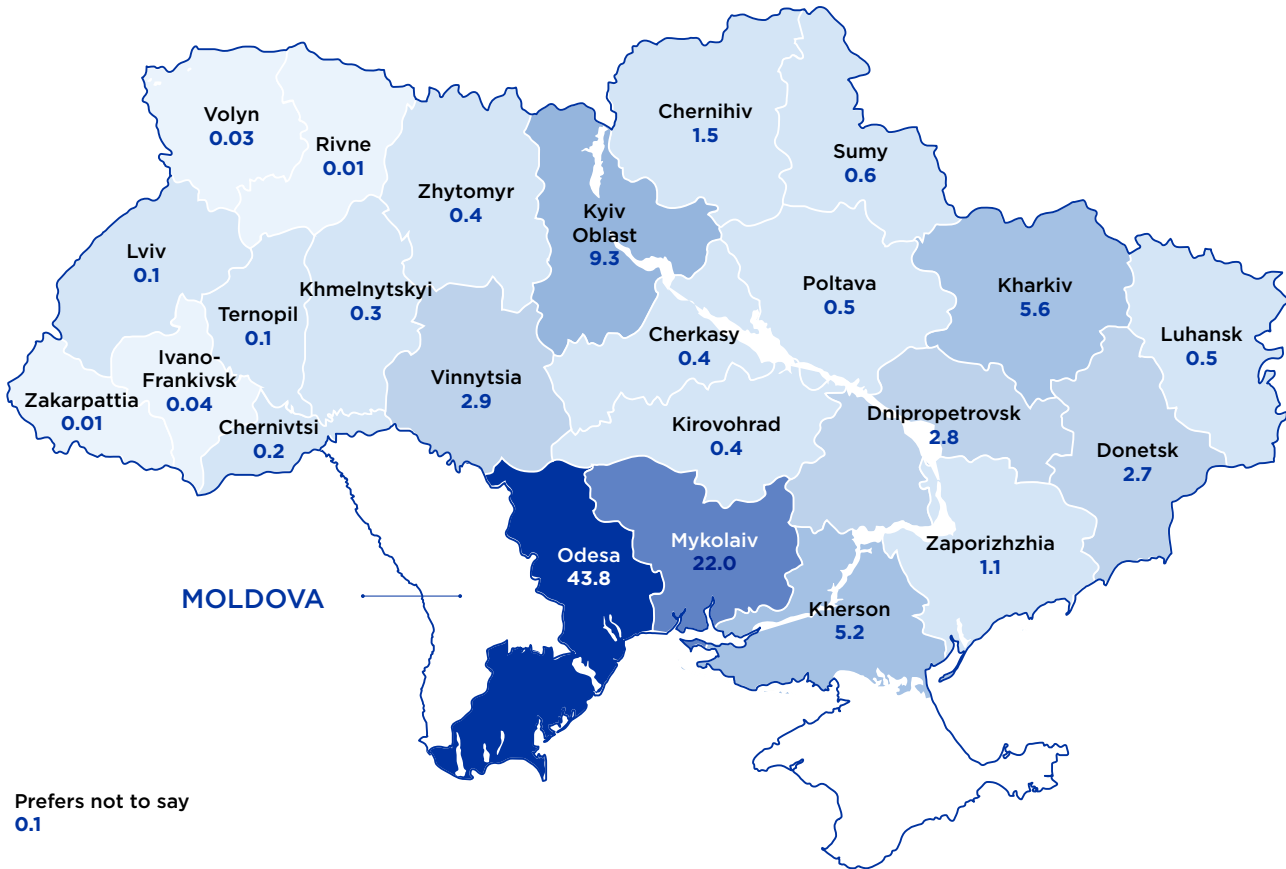 Volyn
0.03
Rivne
0.01
Zhytomyr
0.4
Kyiv
Oblast
9.3
Chernihiv
1.5
Sumy
0.6
Lviv
0.1
Ternopil
0.1
Khmelnytskyi
0.3
Cherkasy
0.4
Poltava
0.5
Kharkiv
5.6
Luhansk
0.5
Ivano-
Frankivsk
0.04
Zakarpattia
0.01
Chernivtsi
0.2
Vinnytsia
2.9
Kirovohrad
0.4
Dnipropetrovsk
2.8
Donetsk
2.7
Odesa
43.8
Mykolaiv
22.0
Zaporizhzhia
1.1
Kherson
5.2
MOLDOVA
Prefers not to say
0.1